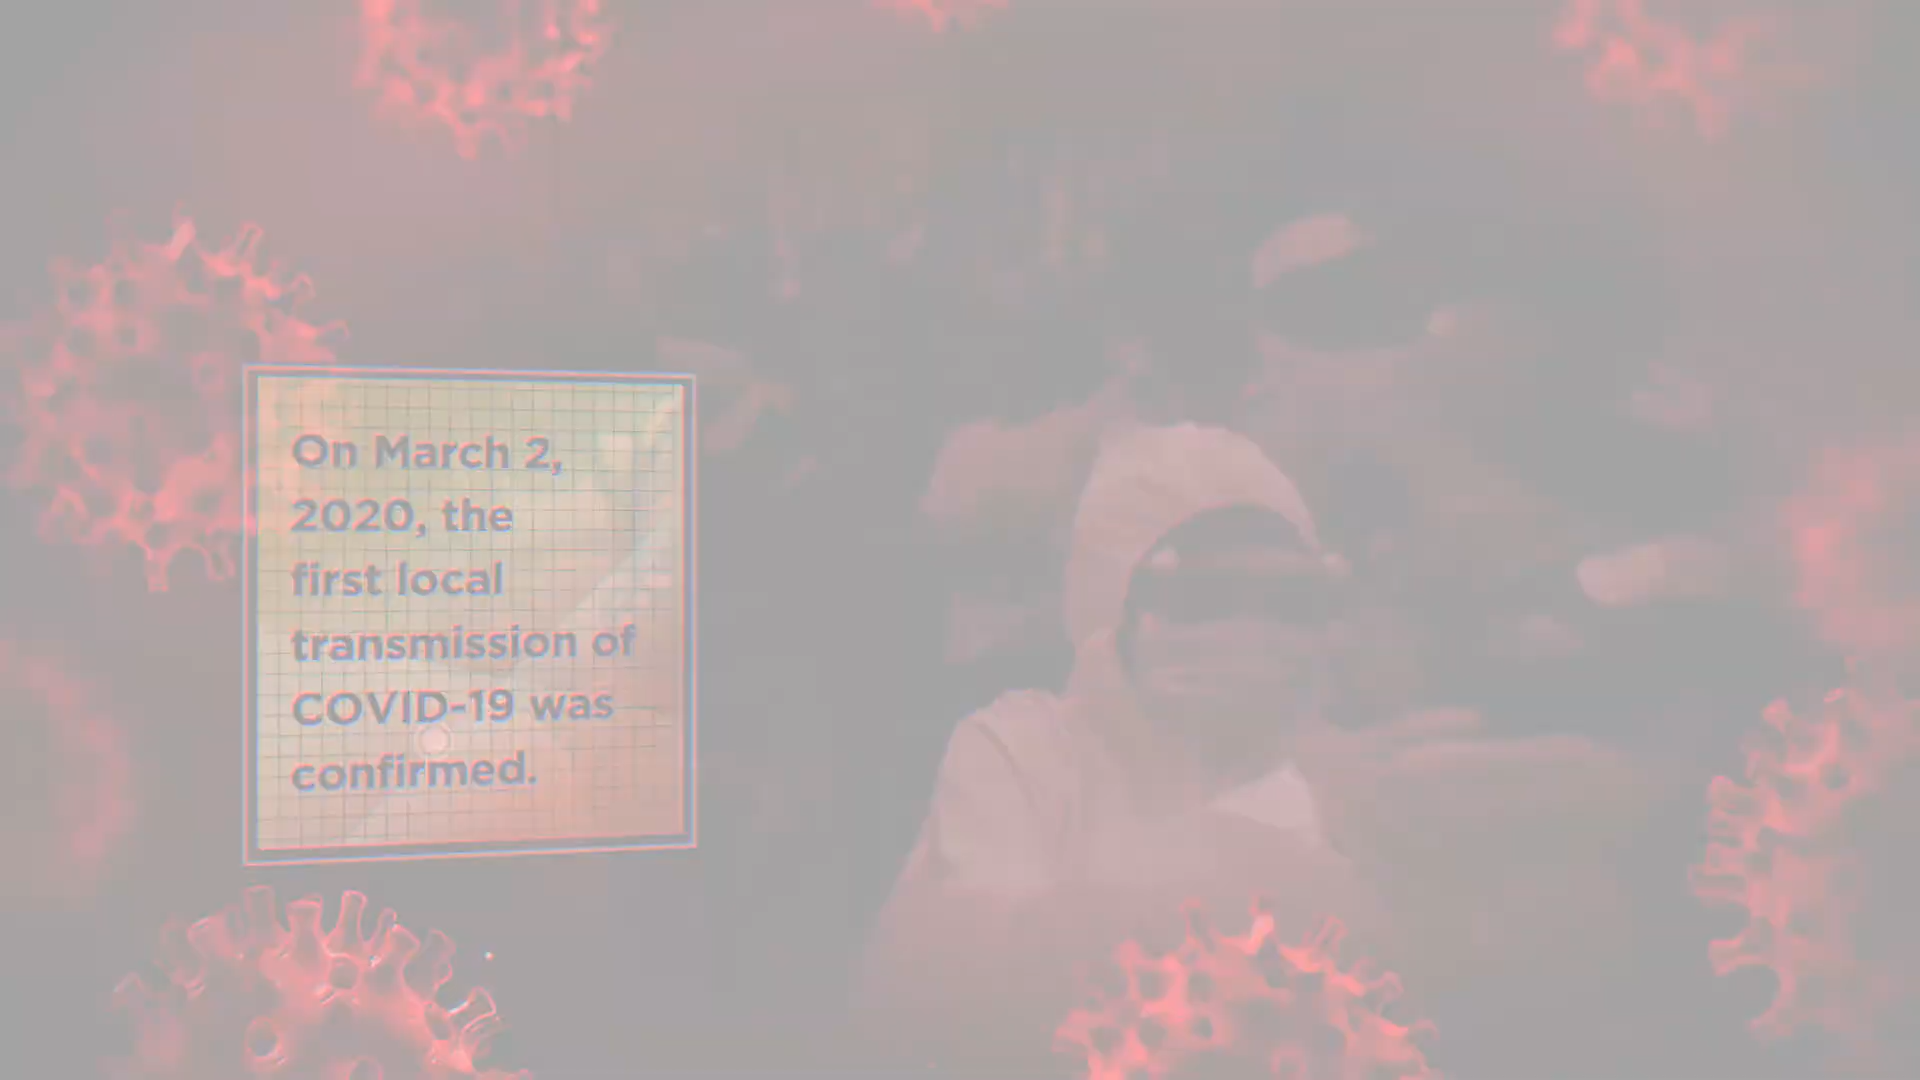 On March 2,
2020, the
first local
transmission of
COVID-19 was
confirmed.